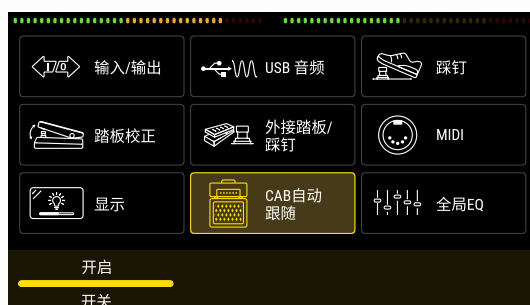 I/O
输入/输出
USB 音频
踩钉
踏板校正
外接踏板/
踩钉
MIDI
显示
CAB自动
跟随
全局EQ
开启
开关